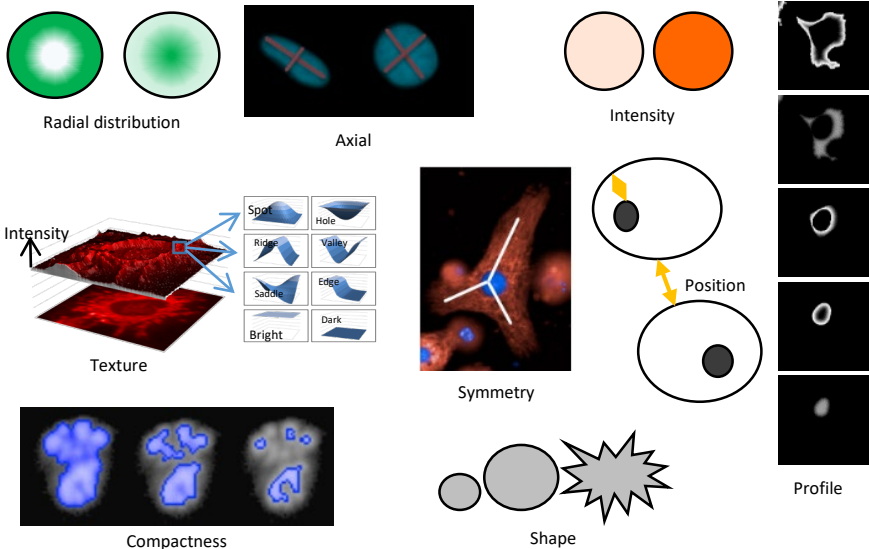 Radial distribution
Axial
Intensity
Intensity
Spot
Hole
Ridge
Valley
Saddle
Edge
Bright
Dark
Texture
Symmetry
Position
Compactness
Shape
Profile